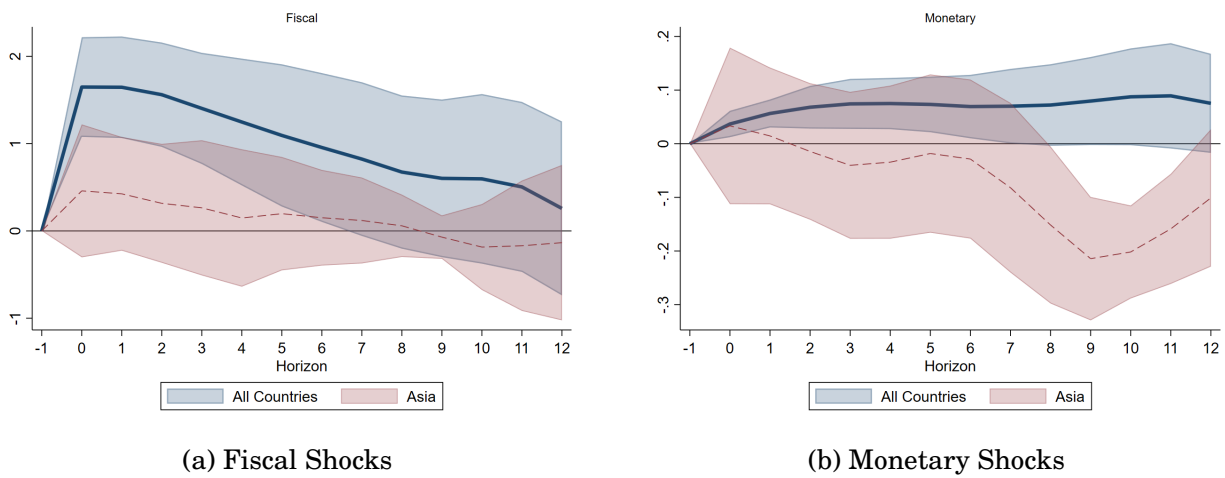 Fiscal
2
1
0
-1
-1 0 1 2 3 4 5 6 7 8 9 10 11 12
Horizon
All Countries Asia
(a) Fiscal Shocks
Monetary
.2
.1
0
-.1
-.2
-.3
-1 0 1 2 3 4 5 6 7 8 9 10 11 12
Horizon
All Countries Asia
(b) Monetary Shocks